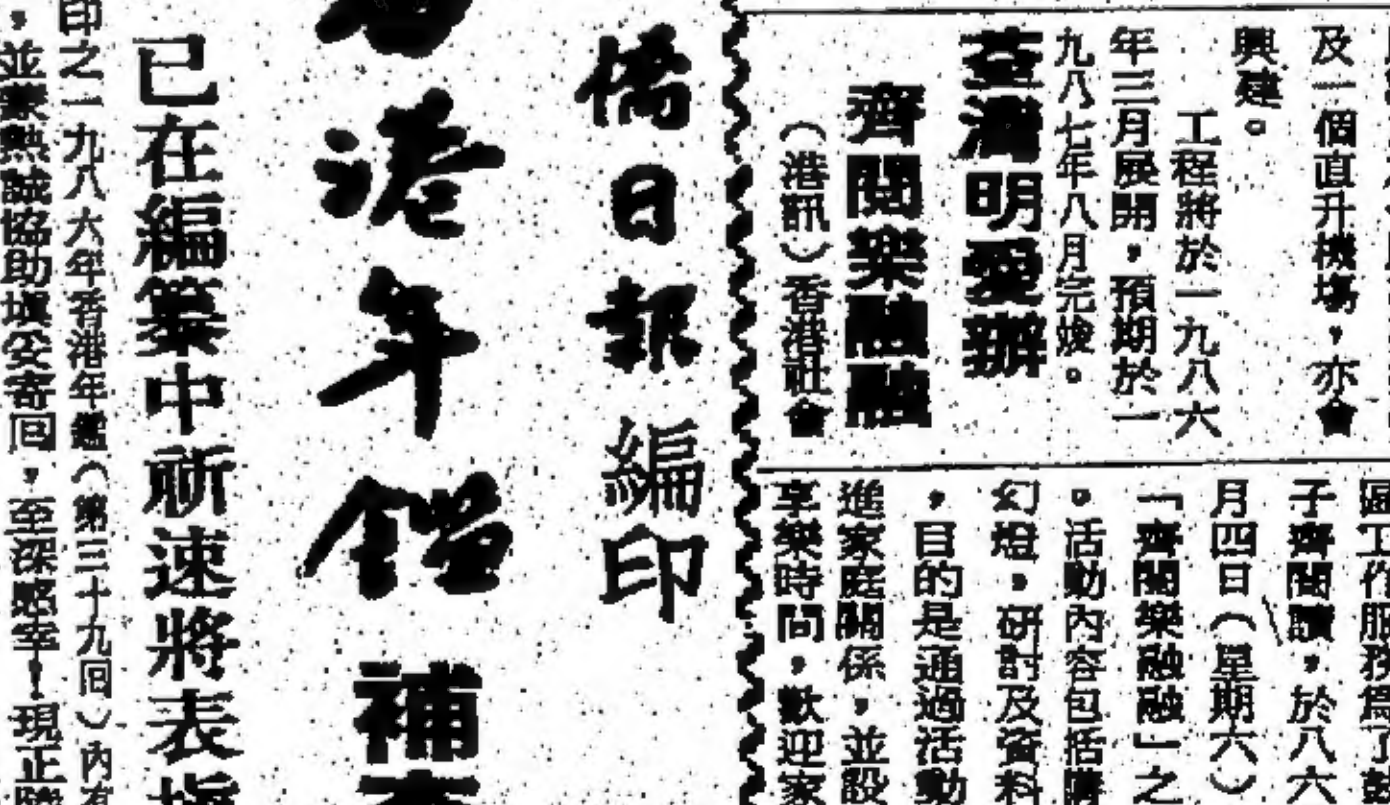 及一個直升機塲，亦會
興建。
工程將於一九八六
年三月展開，預期於一
九八七年八月完竣。
荃灣明愛辦
齊閱樂融融
（港訊）香港社會
區工作服務爲了
子齊閱讀，於八六
月四日（星期六）
「齊閱樂融融」之
。活動內容包括
幻燈，研討及資料
，目的是通過活動
進家庭關係，並設
享樂時間，歡迎家
僑日報編印
港年鑑補
已在編纂中祈速將表
印之一九八六年香港年鑑（第三十九回）內有
，並蒙熱誠協助塡妥寄回，至深感幸！現正